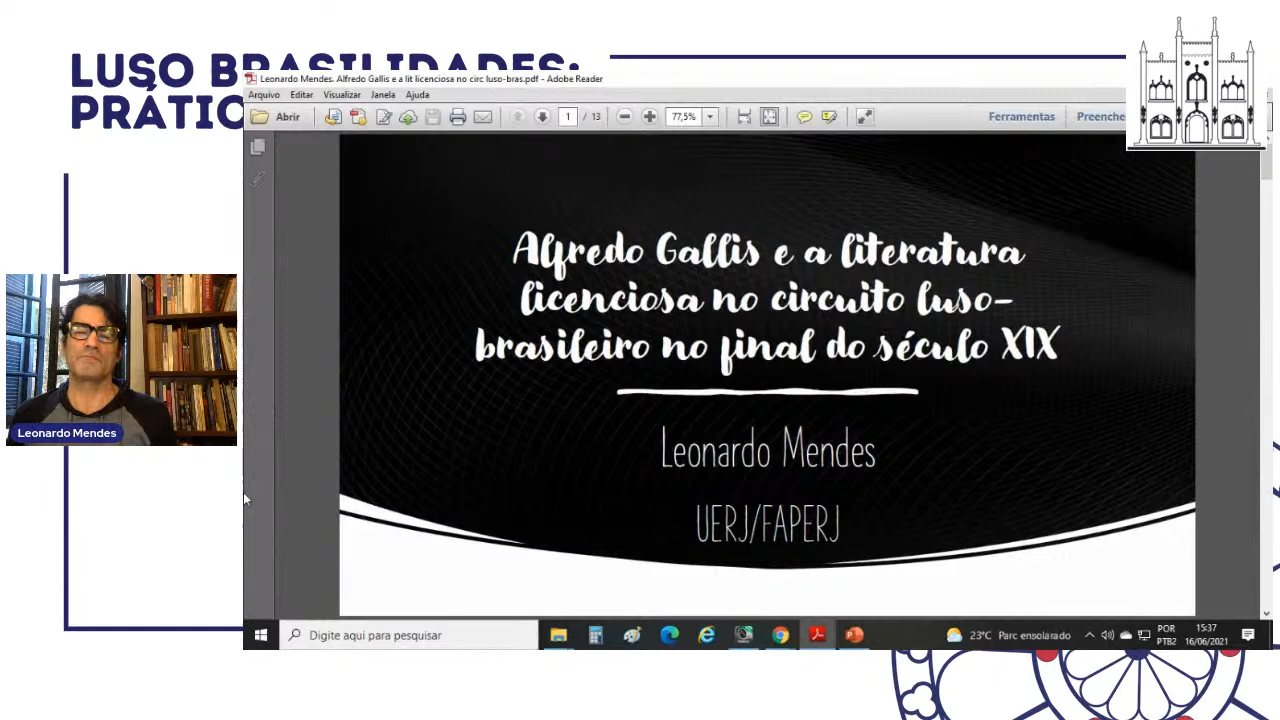 LUSO BRASILIDADES:
PRÁTIC
Leonardo Mendes. Alfredo Gallis e a lit licenciosa no circ luso-bras.pdf - Adobe Reader
Arquivo Editar Visualizar Janela Ajuda
Abrir 1 / 13 77,5% Ferramentas Preenche
Alfredo Gallis e a literatura
licenciosa no circuito luso-
brasileiro no final do século XIX
Leonardo Mendes
UERJ/FAPERJ
Leonardo Mendes
Digite aqui para pesquisar
23°C Parc ensolarado
POR
PTB2
15:37
16/06/2021